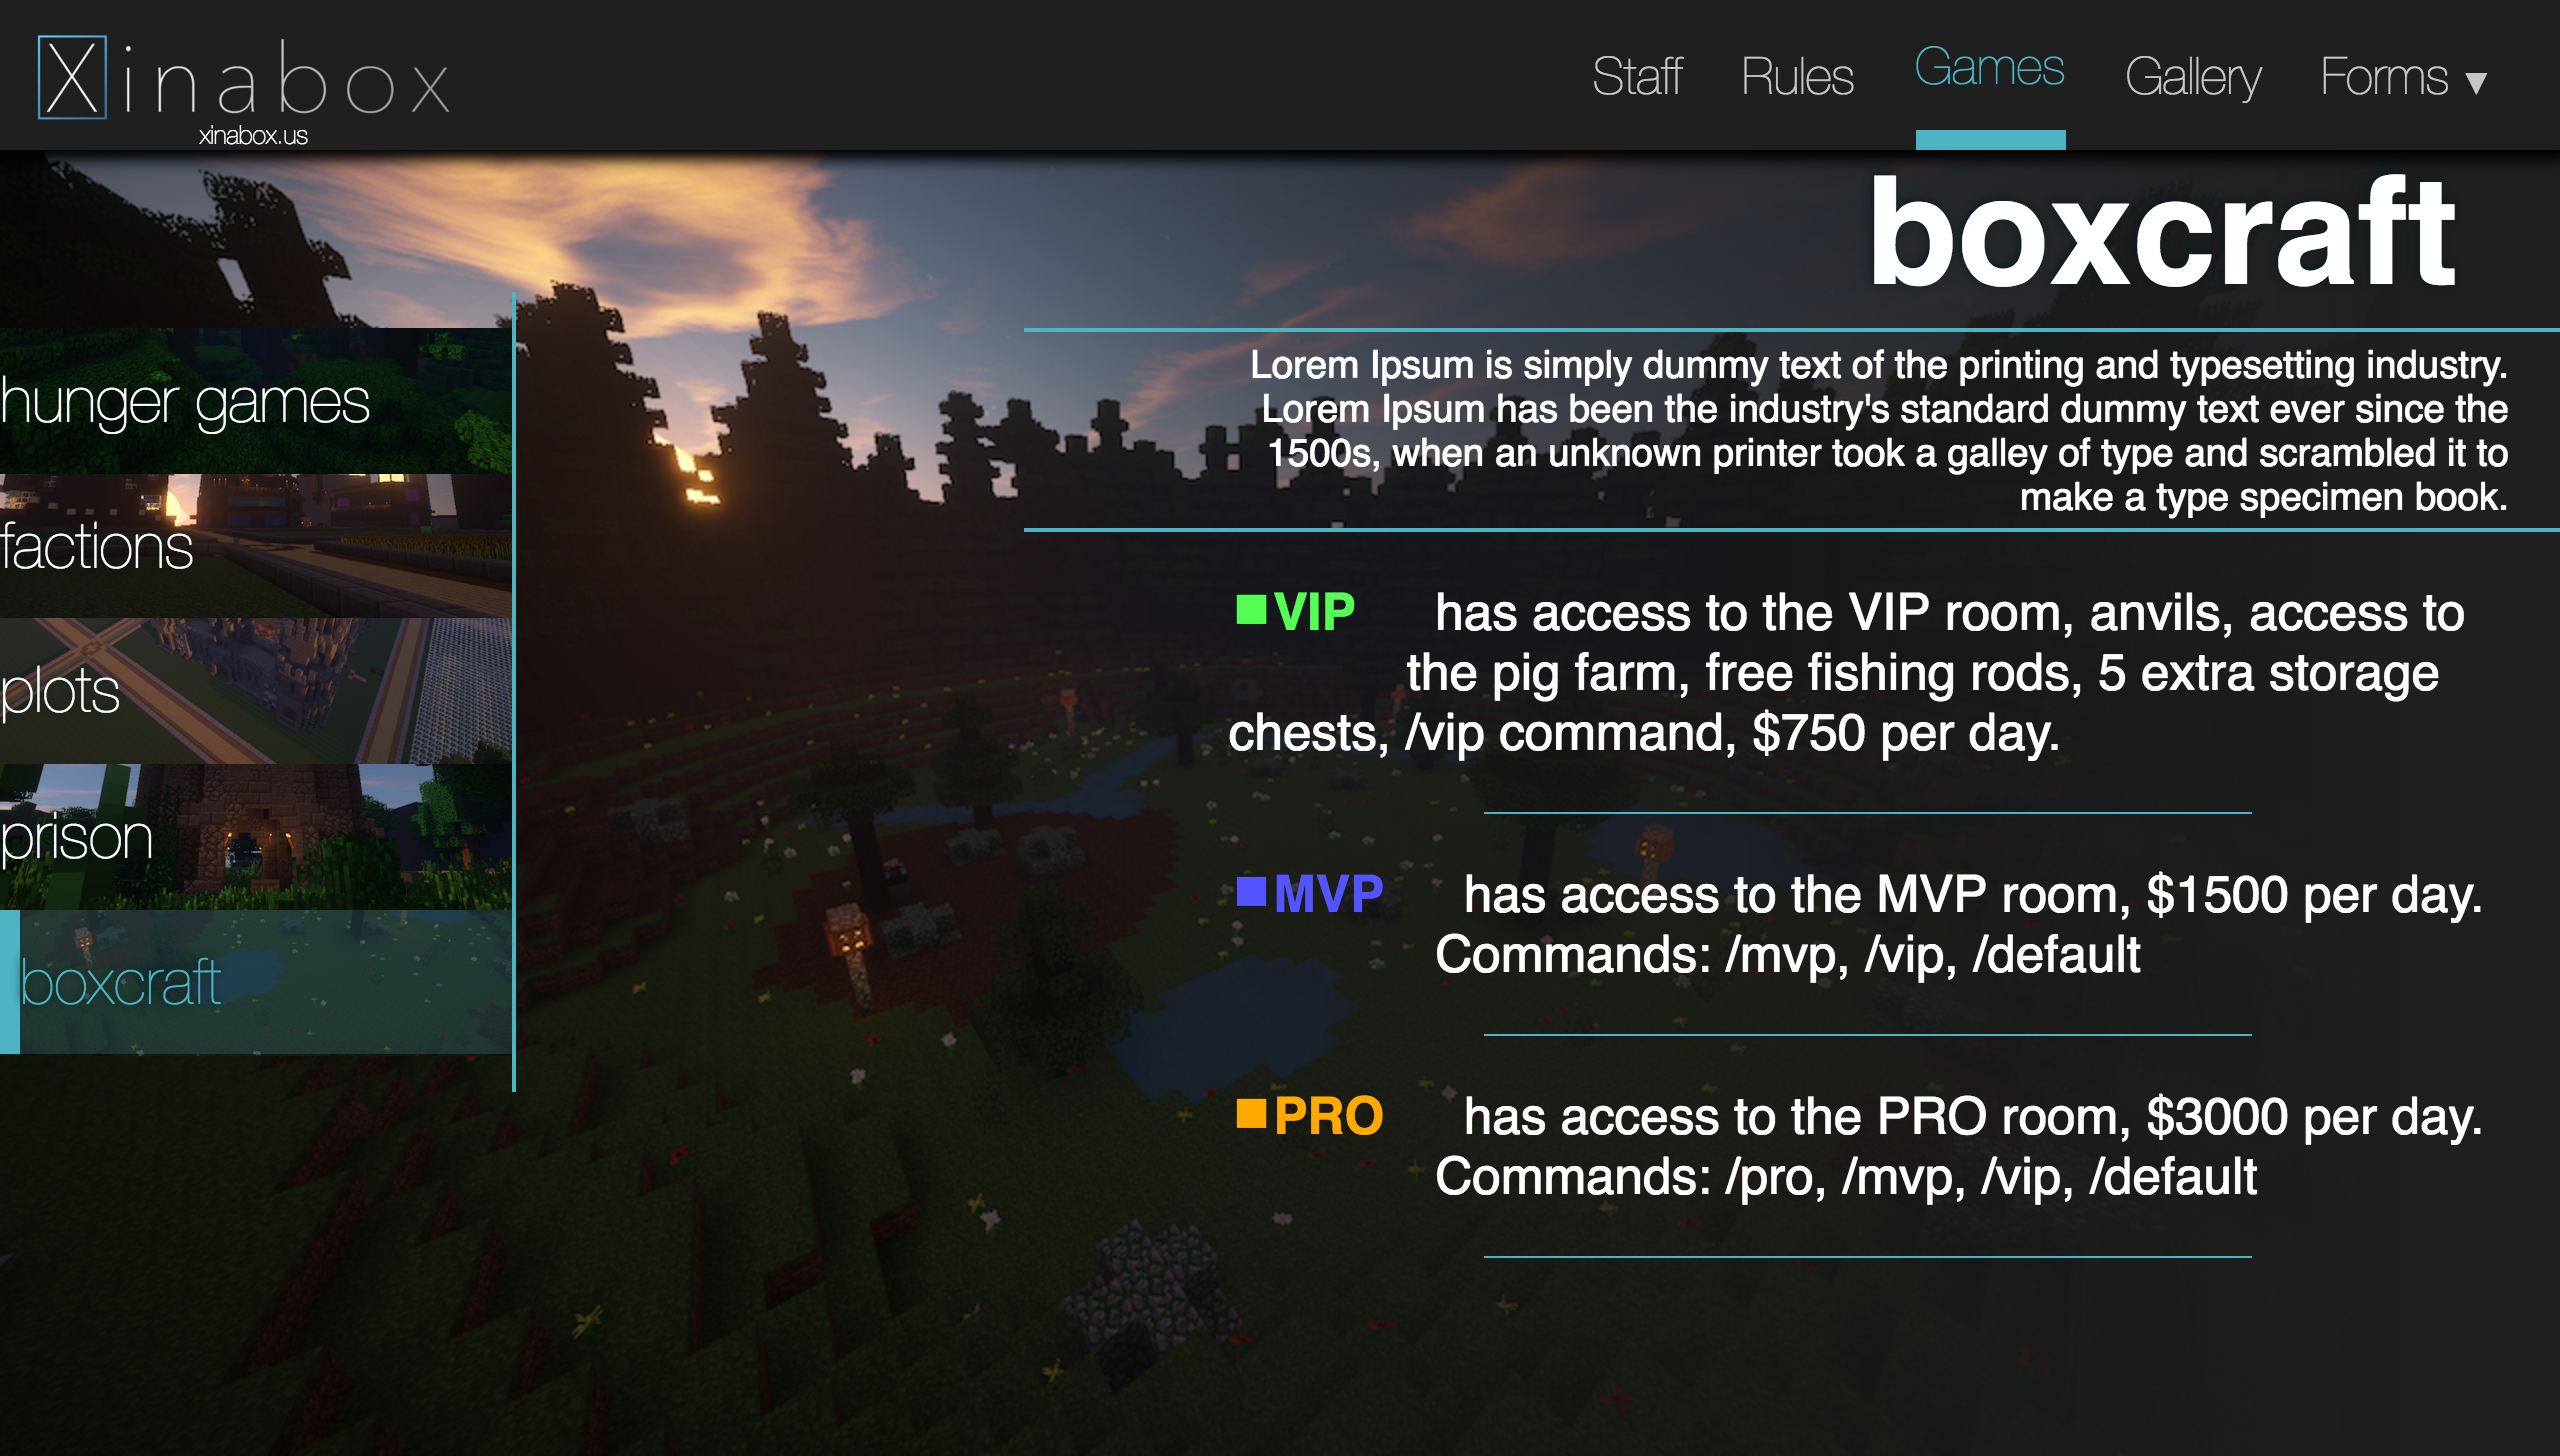 Xinabox
xinabox.us
Staff Rules Games Gallery Forms ▼
boxcraft
Lorem Ipsum is simply dummy text of the printing and typesetting industry.
Lorem Ipsum has been the industry's standard dummy text ever since the
1500s, when an unknown printer took a galley of type and scrambled it to
make a type specimen book.
hunger games
factions
plots
prison
boxcraft
VIP has access to the VIP room, anvils, access to
the pig farm, free fishing rods, 5 extra storage
chests, /vip command, $750 per day.
MVP has access to the MVP room, $1500 per day.
Commands: /mvp, /vip, /default
PRO has access to the PRO room, $3000 per day.
Commands: /pro, /mvp, /vip, /default